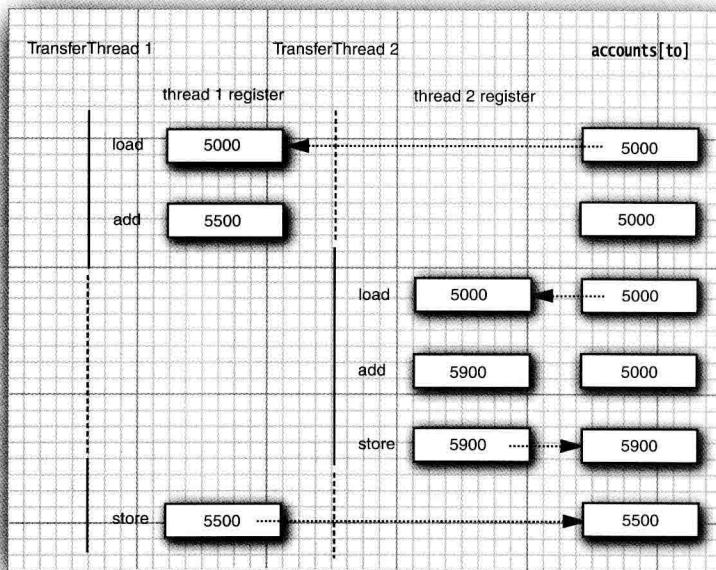 TransferThread 1 TransferThread 2 accounts[to]
thread 1 register thread 2 register
load 5000 5000
add 5500 5000
load 5000 5000
add 5900 5000
store 5900 5900
store 5500 5500